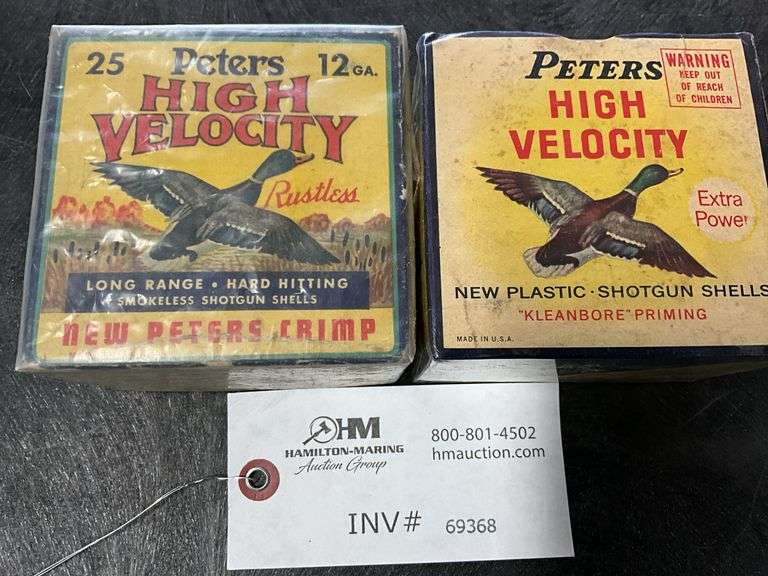 25 Peters 12 GA.
HIGH
VELOCITY
Rustless
LONG RANGE • HARD HITTING
SMOKELESS SHOTGUN SHELLS
NEW PETERS CRIMP
PETERS
HIGH
VELOCITY
WARNING
KEEP OUT
OF REACH
OF CHILDREN
Extra
Power
NEW PLASTIC · SHOTGUN SHELLS
"KLEANBORE" PRIMING
MADE IN U.S.A.
HM
HAMILTON-MARING
Auction Group
800-801-4502
hmauction.com
INV# 69368